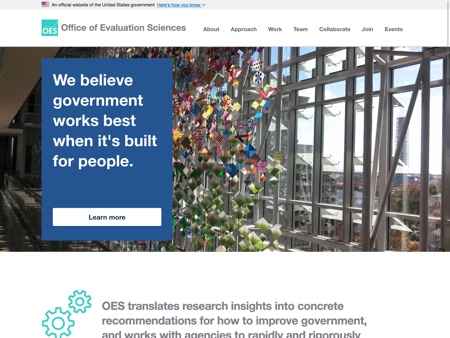 An official website of the United States government Here's how you know
OES Office of Evaluation Sciences
About Approach Work Team Collaborate Join Events
We believe
government
works best
when it's built
for people.
Learn more
OES translates research insights into concrete
recommendations for how to improve government,
and works with agencies to rapidly and rigorously